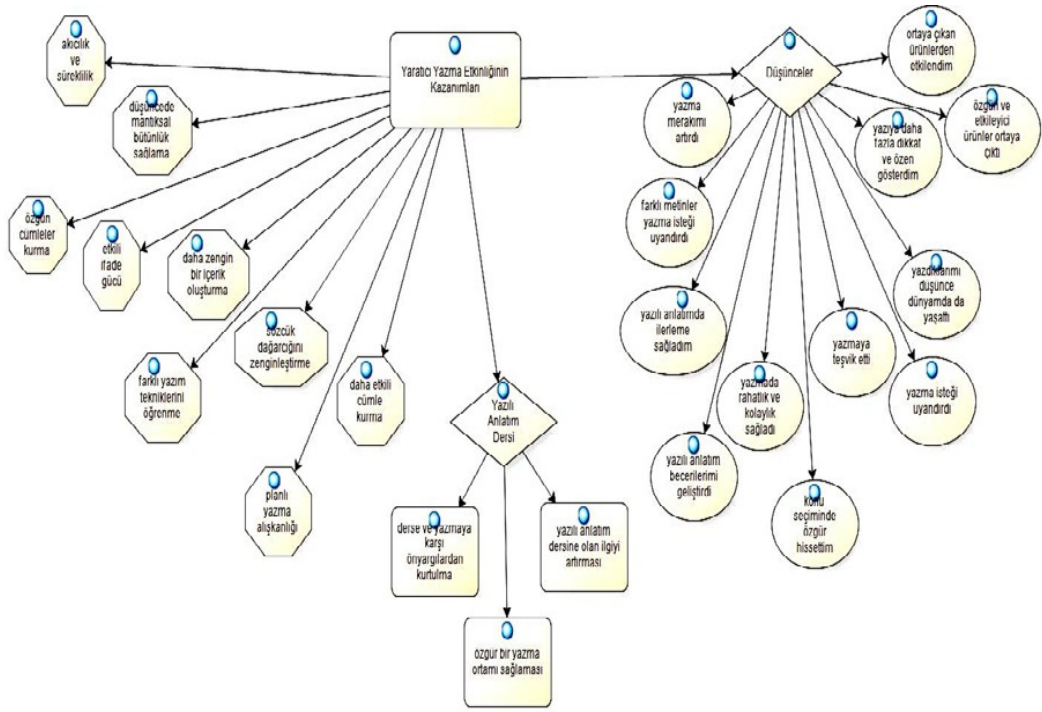 Yaratıcı Yazma Etkinliğinin
Kazanımları
akıcılık
ve
süreklilik
düşüncede
mantıksal
bütünlük
sağlama
özgün
cümleler
kurma
etkili
ifade
gücü
daha zengin
bir içerik
oluşturma
farklı yazım
tekniklerini
öğrenme
sözcük
dağarcığını
zenginleştirme
planlı
yazma
alışkanlığı
daha etkili
cümle
kurma
Yazılı
Anlatım
Dersi
derse ve yazmaya
karşı
önyargılardan
kurtulma
özgür bir yazma
ortamı sağlaması
yazılı anlatım
dersine olan ilgiyi
artırması
Düşünceler
ortaya çıkan
ürünlerden
etkilendim
özgün ve
etkileyici
ürünler ortaya
çıktı
yazıya daha
fazla dikkat
ve özen
gösterdim
yazma
merakımı
artırdı
farklı metinler
yazma isteği
uyandırdı
yazılı anlatımda
ilerleme
sağladım
yazılı anlatım
becerilerimi
geliştirdi
yazmada
rahatlık ve
kolaylık
sağladı
konu
seçiminde
özgür
hissettim
yazmaya
teşvik etti
yazma isteği
uyandırdı
yazdıklarımı
düşünce
dünyamda da
yaşattı